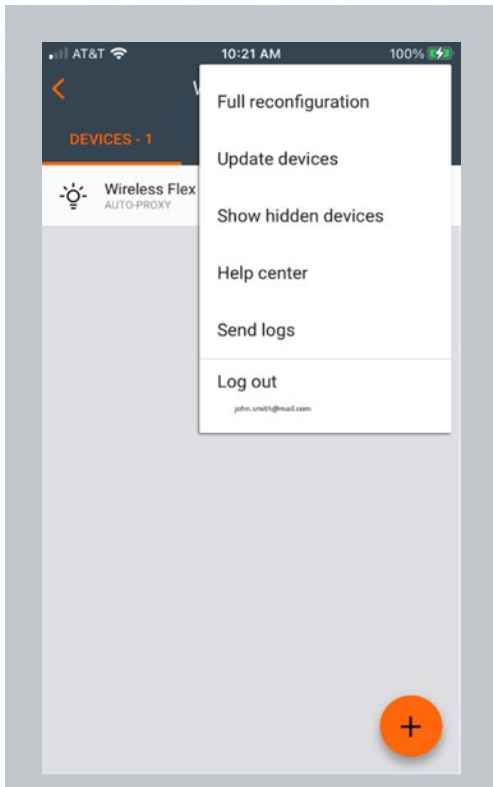 AT&T 10:21 AM 100%
Full reconfiguration
DEVICES - 1
Update devices
Wireless Flex
AUTO-PROXY
Show hidden devices
Help center
Send logs
Log out
john.smith@mail.com